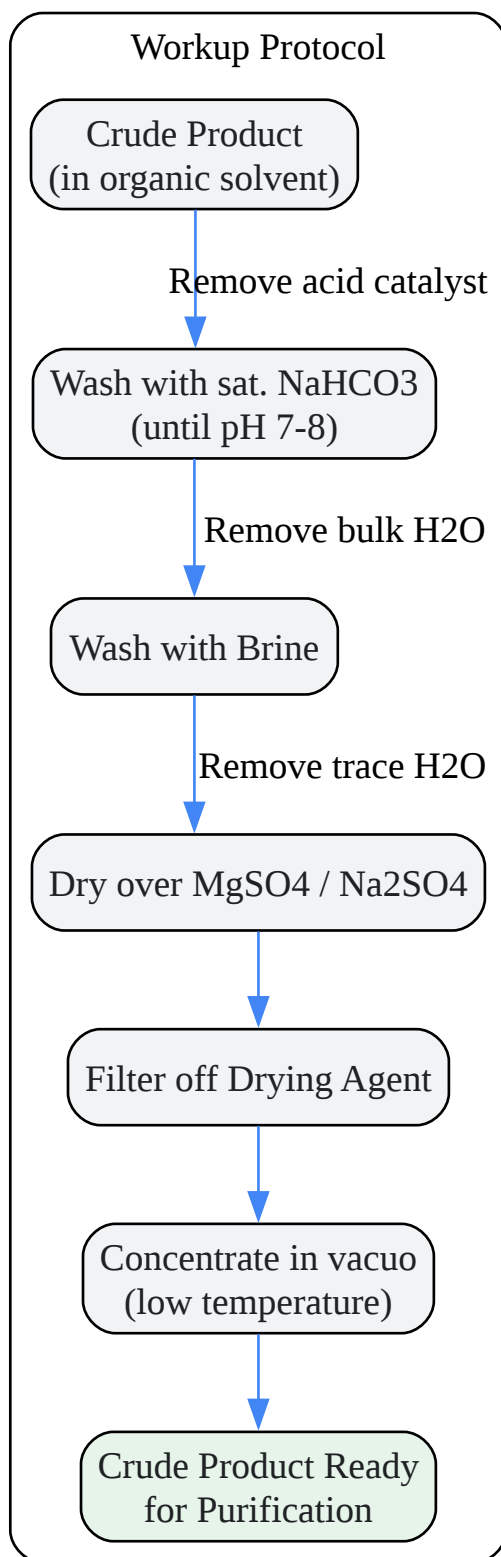 Workup Protocol
Crude Product
(in organic solvent)
Remove acid catalyst
Wash with sat. NaHCO3
(until pH 7-8)
Remove bulk H2O
Wash with Brine
Remove trace H2O
Dry over MgSO4 / Na2SO4
Filter off Drying Agent
Concentrate in vacuo
(low temperature)
Crude Product Ready
for Purification